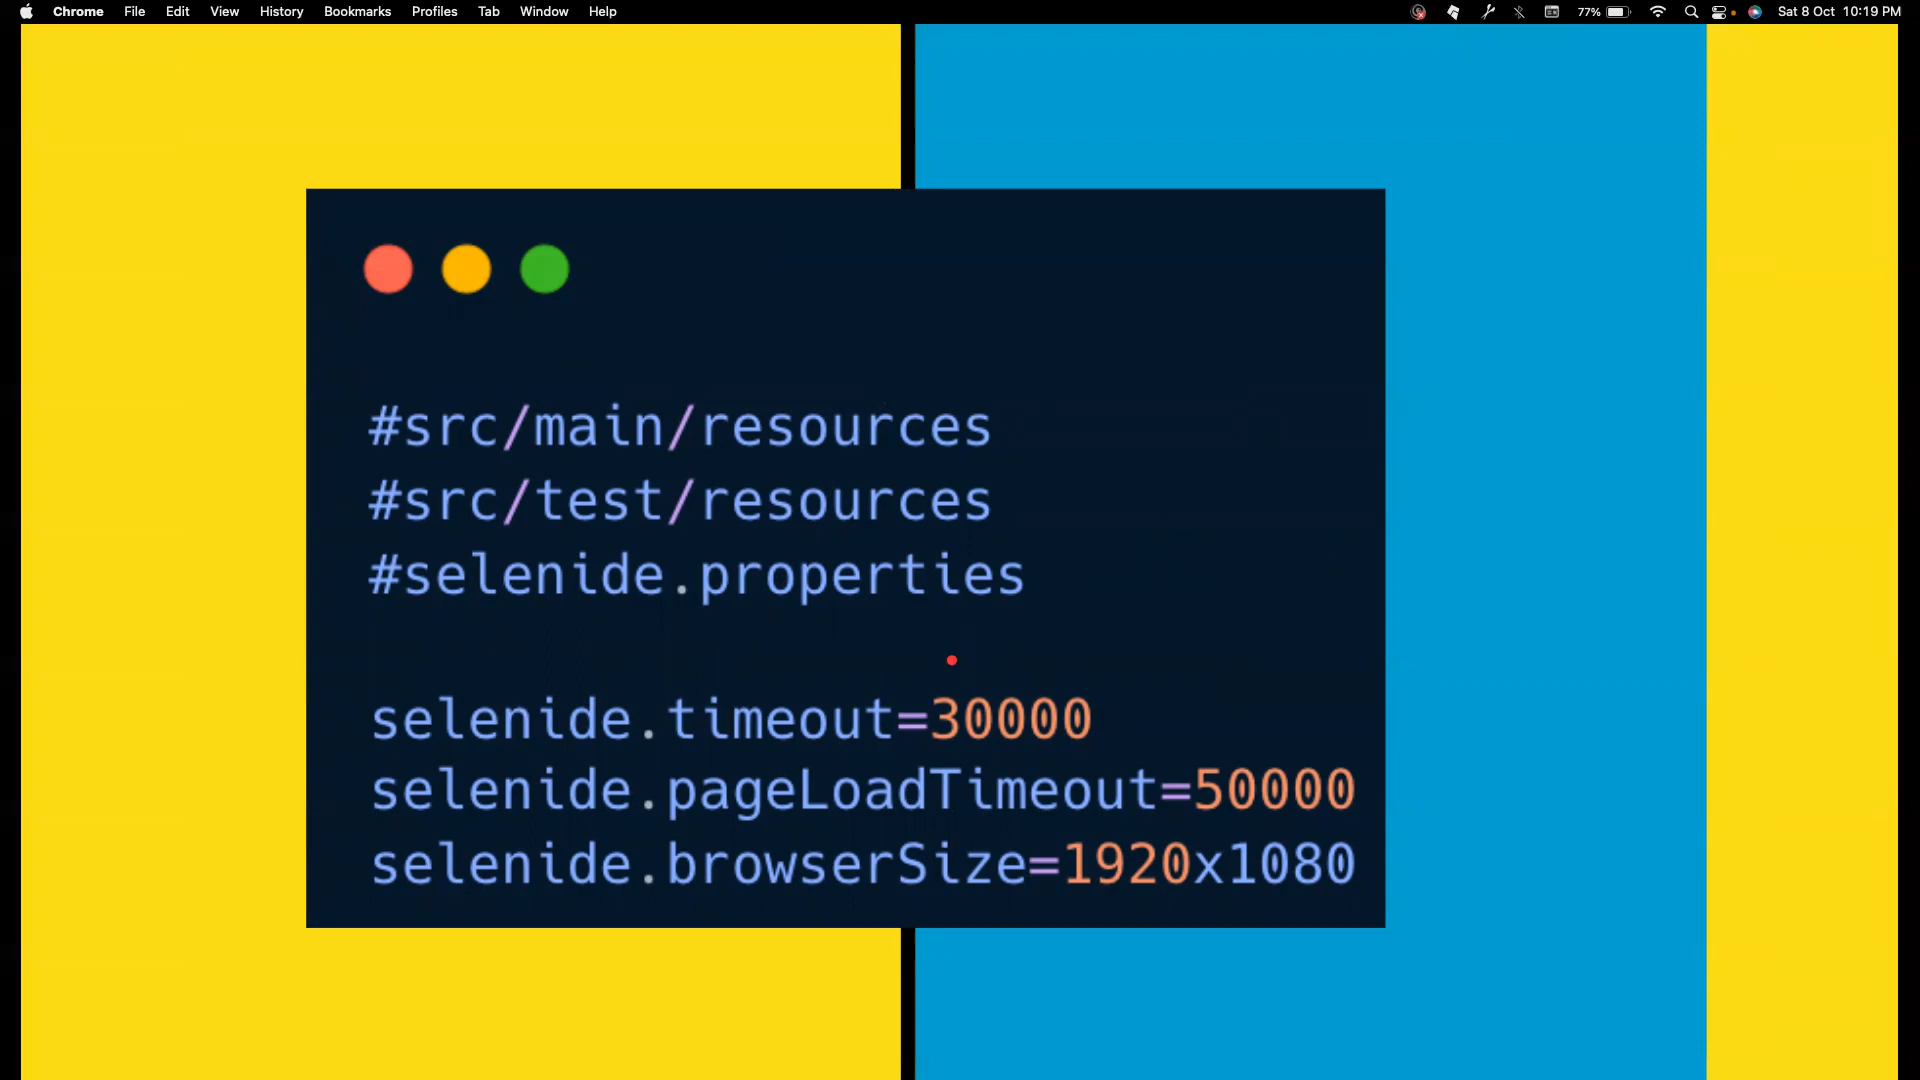 Chrome File Edit View History Bookmarks Profiles Tab Window Help 77% Sat 8 Oct 10:19 PM
#src/main/resources
#src/test/resources
#selenide.properties
selenide.timeout=30000
selenide.pageLoadTimeout=50000
selenide.browserSize=1920x1080